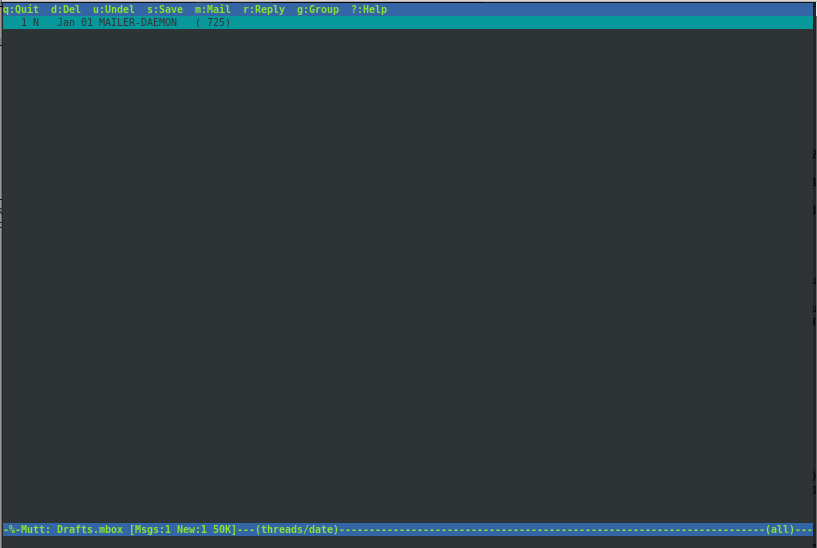 q:Quit  d:Del  u:Undel  s:Save  m:Mail  r:Reply  g:Group  ?:Help
1 N   Jan 01 MAILER-DAEMON   ( 725)
-%-Mutt: Drafts.mbox [Msgs:1 New:1 50K]---(threads/date)-----------------------------------------------------------------------(all)---